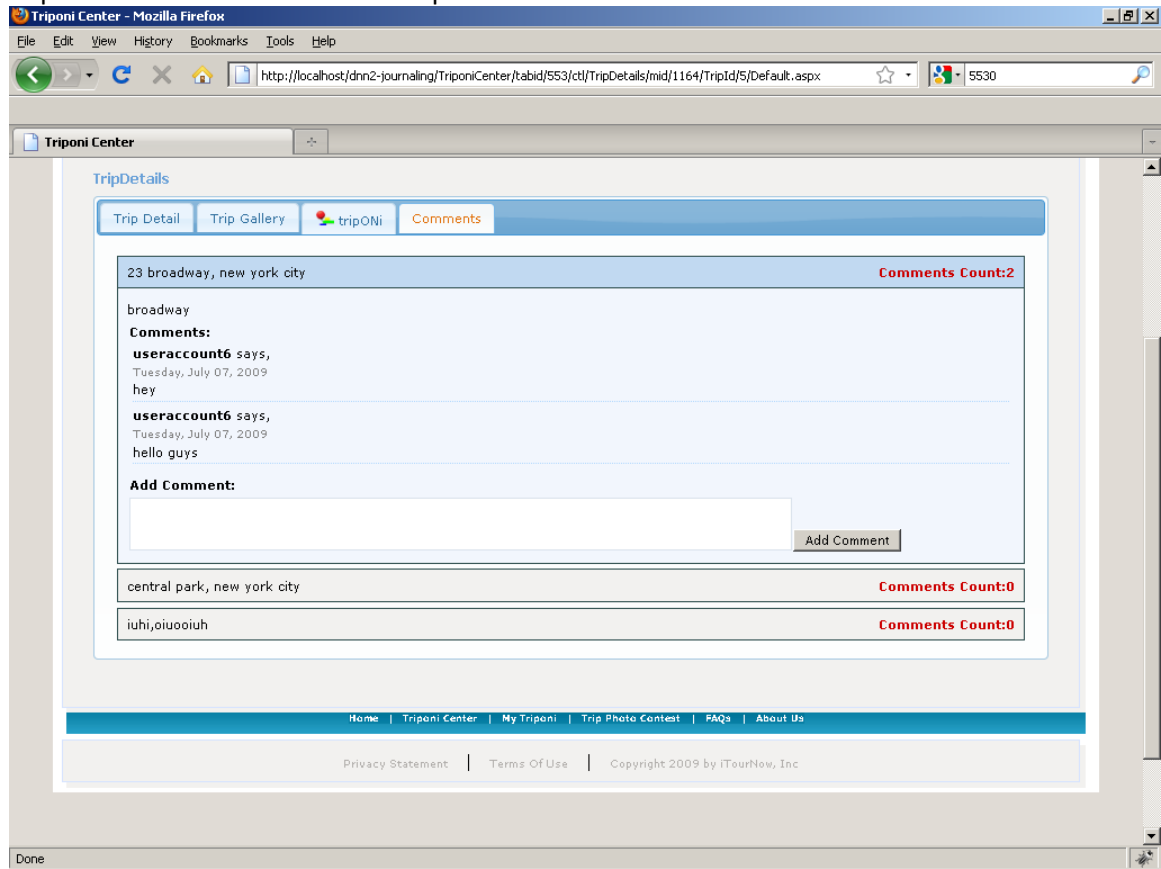 Triponi Center - Mozilla Firefox
File Edit View History Bookmarks Tools Help
http://localhost/dnn2-journaling/TriponiCenter/tabid/553/ctl/TripDetails/mid/1164/TripId/5/Default.aspx 5530
Triponi Center
TripDetails
Trip Detail Trip Gallery tripONi Comments
23 broadway, new york city Comments Count:2
broadway
Comments:
useraccount6 says,
Tuesday, July 07, 2009
hey
useraccount6 says,
Tuesday, July 07, 2009
hello guys
Add Comment:
Add Comment
central park, new york city Comments Count:0
iuhi,oiuooiuh Comments Count:0
Home | Triponi Center | My Triponi | Trip Photo Contest | FAQs | About Us
Privacy Statement | Terms Of Use | Copyright 2009 by iTourNow, Inc
Done